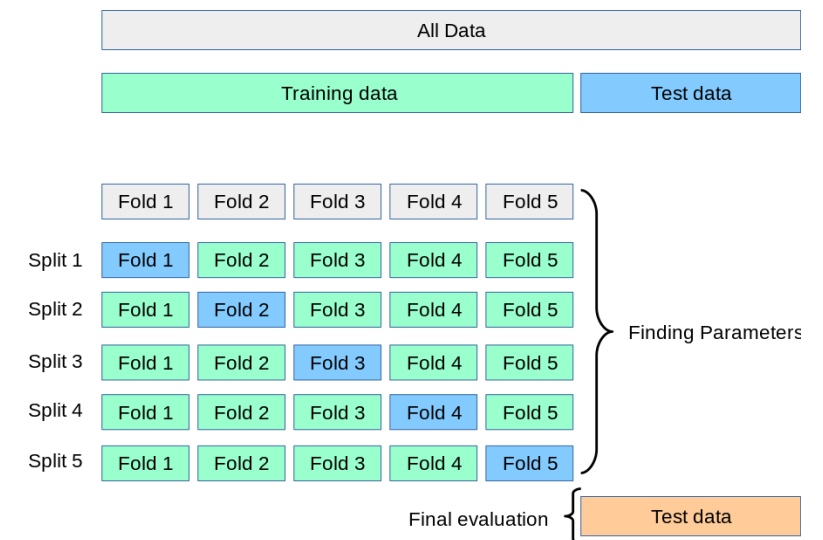 All Data
Training data Test data
Fold 1 Fold 2 Fold 3 Fold 4 Fold 5
Split 1 Fold 1 Fold 2 Fold 3 Fold 4 Fold 5
Split 2 Fold 1 Fold 2 Fold 3 Fold 4 Fold 5
Finding Parameters
Split 3 Fold 1 Fold 2 Fold 3 Fold 4 Fold 5
Split 4 Fold 1 Fold 2 Fold 3 Fold 4 Fold 5
Split 5 Fold 1 Fold 2 Fold 3 Fold 4 Fold 5
Final evaluation Test data